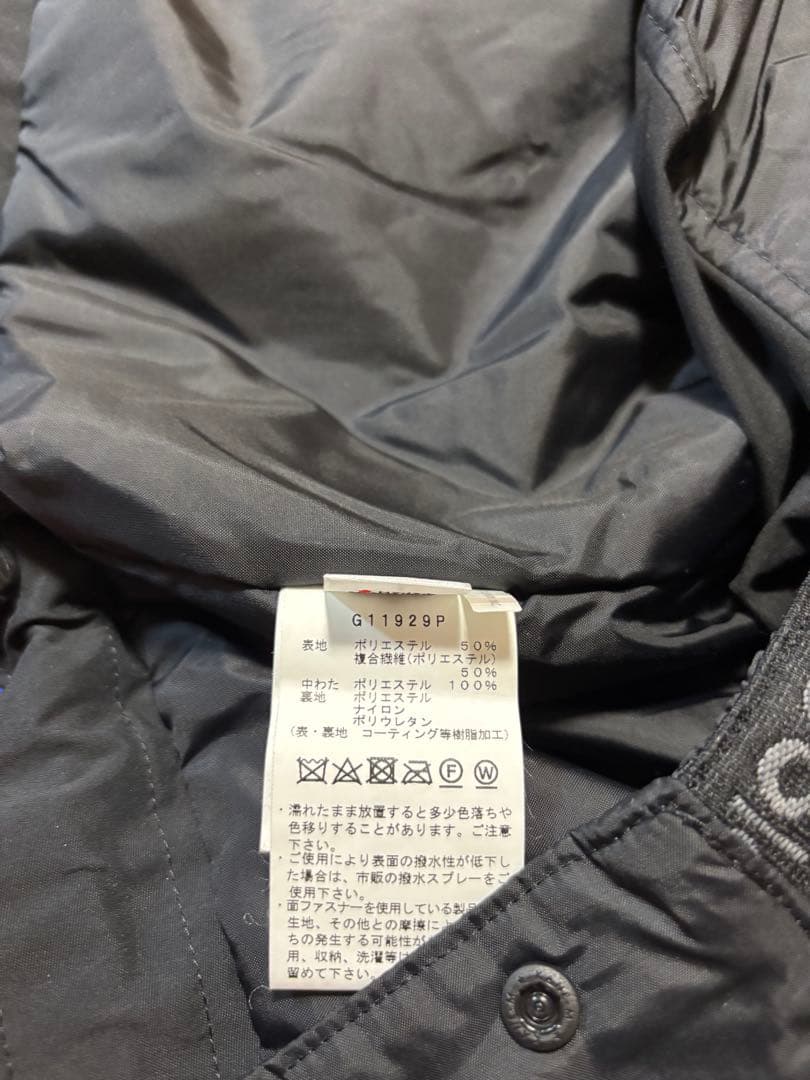 G11929P
表地 ポリエステル 50%
複合繊維(ポリエステル)
50%
中わた ポリエステル 100%
裏地 ポリエステル
ナイロン
ポリウレタン
(表・裏地 コーティング等樹脂加工)
F W
・濡れたまま放置すると多少色落ちや
色移りすることがあります。ご注意
下さい。
・ご使用により表面の撥水性が低下し
た場合は、市販の撥水スプレーをご
使用下さい。
・面ファスナーを使用している製品
生地、その他との摩擦に
ちの発生する可能性が
用、収納、洗濯等は
留めて下さい。